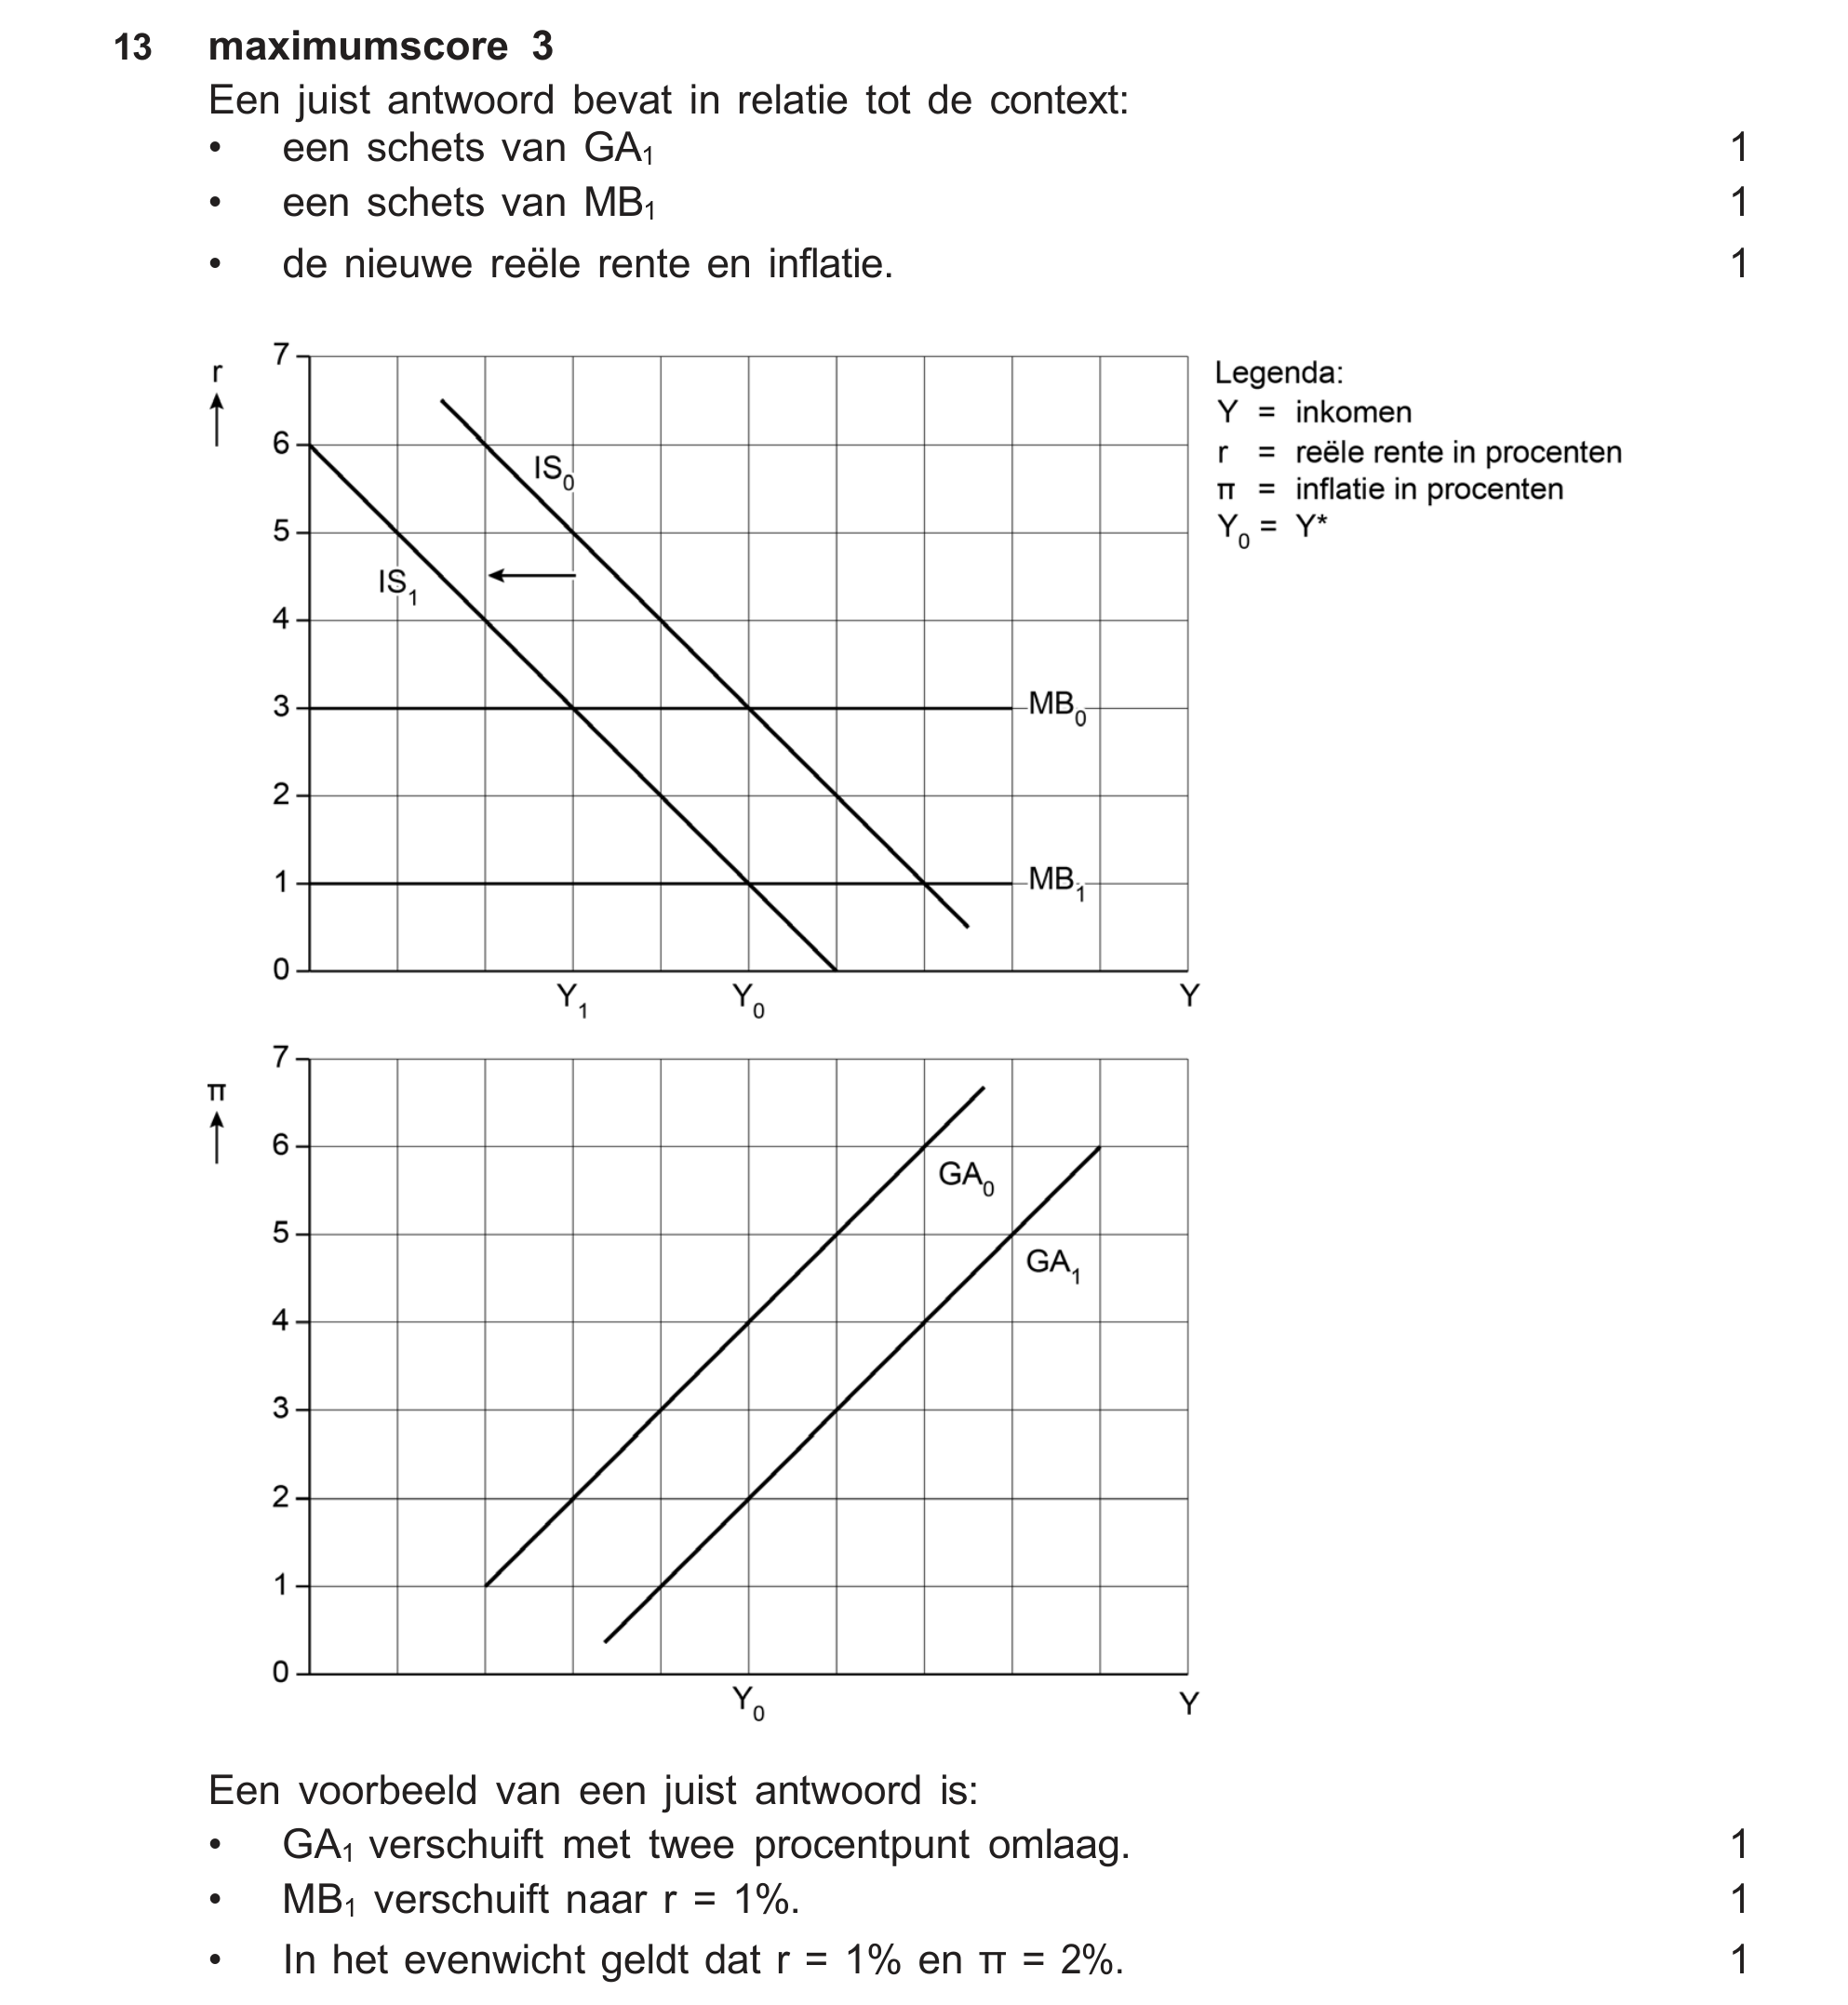 13 maximumscore 3
Een juist antwoord bevat in relatie tot de context:
• een schets van GA₁ 1
• een schets van MB₁ 1
• de nieuwe reële rente en inflatie. 1
7
r
6
5
4
3
2
1
0
IS₀
IS₁
MB₀
MB₁
Y₁ Y₀ Y
Legenda:
Y = inkomen
r = reële rente in procenten
π = inflatie in procenten
Y₀ = Y*
7
π
6
5
4
3
2
1
0
GA₀
GA₁
Y₀ Y
Een voorbeeld van een juist antwoord is:
• GA₁ verschuift met twee procentpunt omlaag. 1
• MB₁ verschuift naar r = 1%. 1
• In het evenwicht geldt dat r = 1% en π = 2%. 1